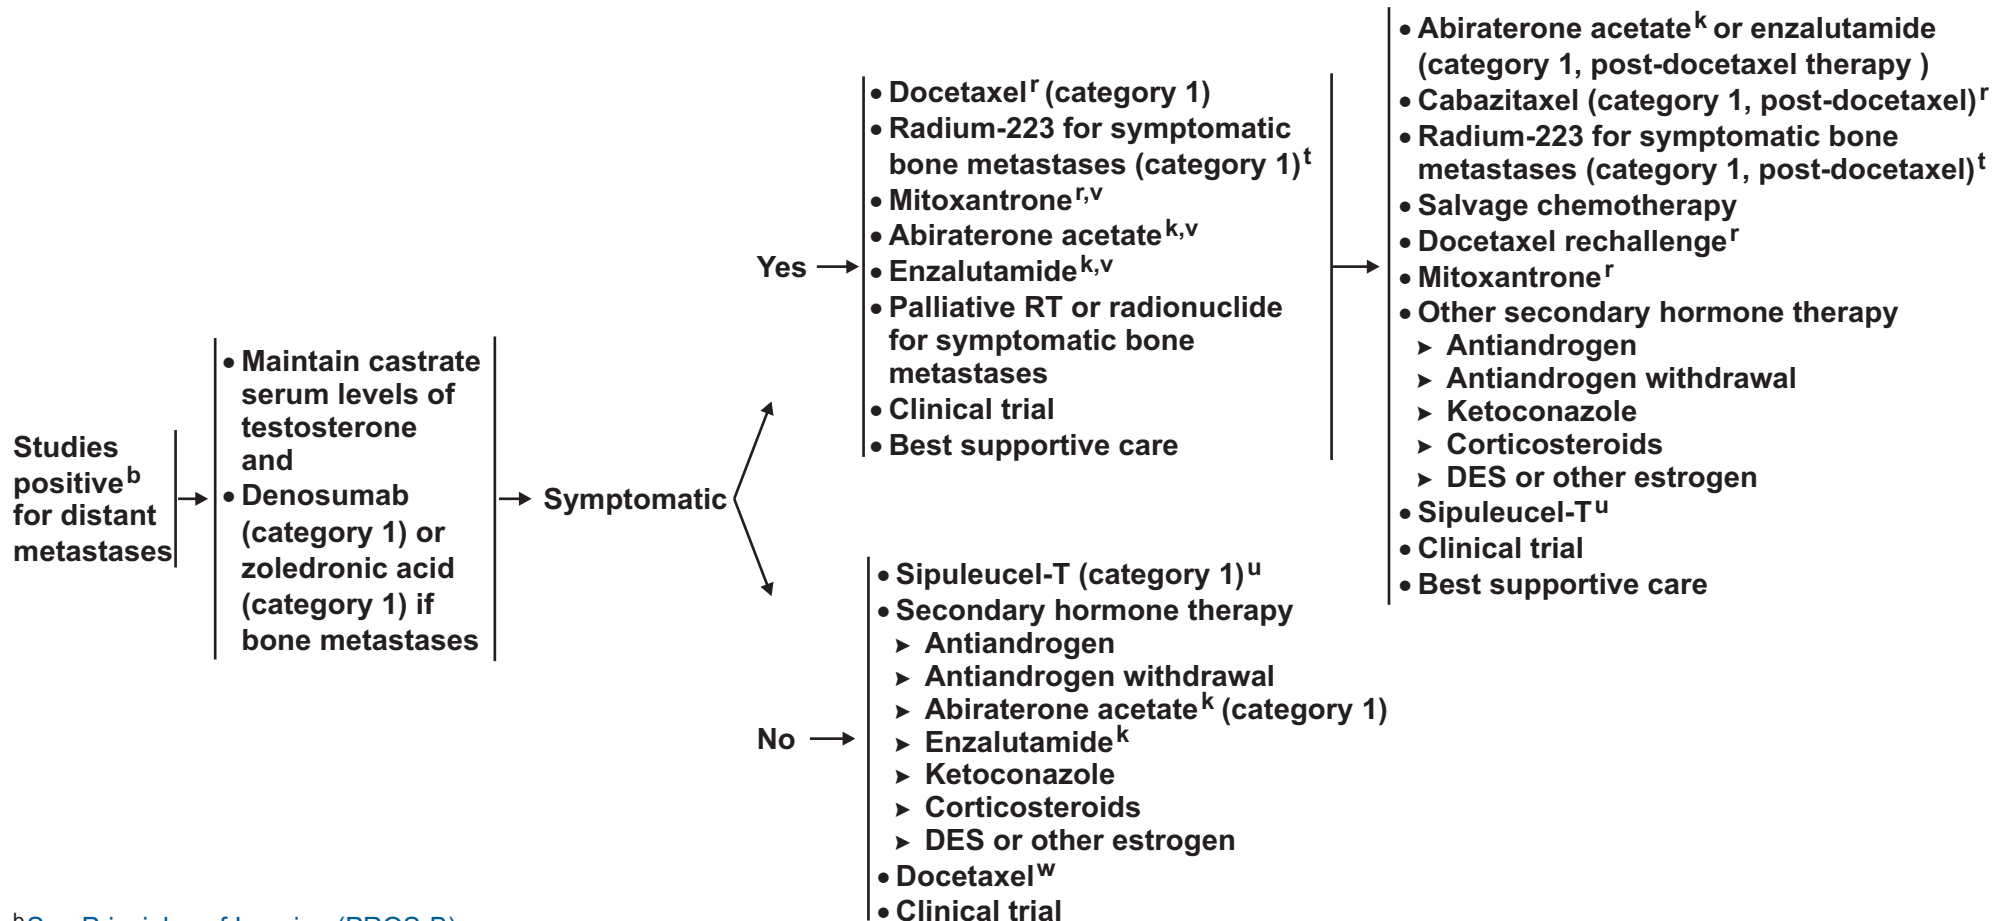 Studies
positive b
for distant
metastases
• Maintain castrate
serum levels of
testosterone
and
• Denosumab
(category 1) or
zoledronic acid
(category 1) if
bone metastases
Symptomatic
Yes
• Docetaxel r (category 1)
• Radium-223 for symptomatic
bone metastases (category 1) t
• Mitoxantrone r,v
• Abiraterone acetate k,v
• Enzalutamide k,v
• Palliative RT or radionuclide
for symptomatic bone
metastases
• Clinical trial
• Best supportive care
• Abiraterone acetate k or enzalutamide
(category 1, post-docetaxel therapy )
• Cabazitaxel (category 1, post-docetaxel) r
• Radium-223 for symptomatic bone
metastases (category 1, post-docetaxel) t
• Salvage chemotherapy
• Docetaxel rechallenge r
• Mitoxantrone r
• Other secondary hormone therapy
➤ Antiandrogen
➤ Antiandrogen withdrawal
➤ Ketoconazole
➤ Corticosteroids
➤ DES or other estrogen
• Sipuleucel-T u
• Clinical trial
• Best supportive care
No
• Sipuleucel-T (category 1) u
• Secondary hormone therapy
➤ Antiandrogen
➤ Antiandrogen withdrawal
➤ Abiraterone acetate k (category 1)
➤ Enzalutamide k
➤ Ketoconazole
➤ Corticosteroids
➤ DES or other estrogen
• Docetaxel w
• Clinical trial